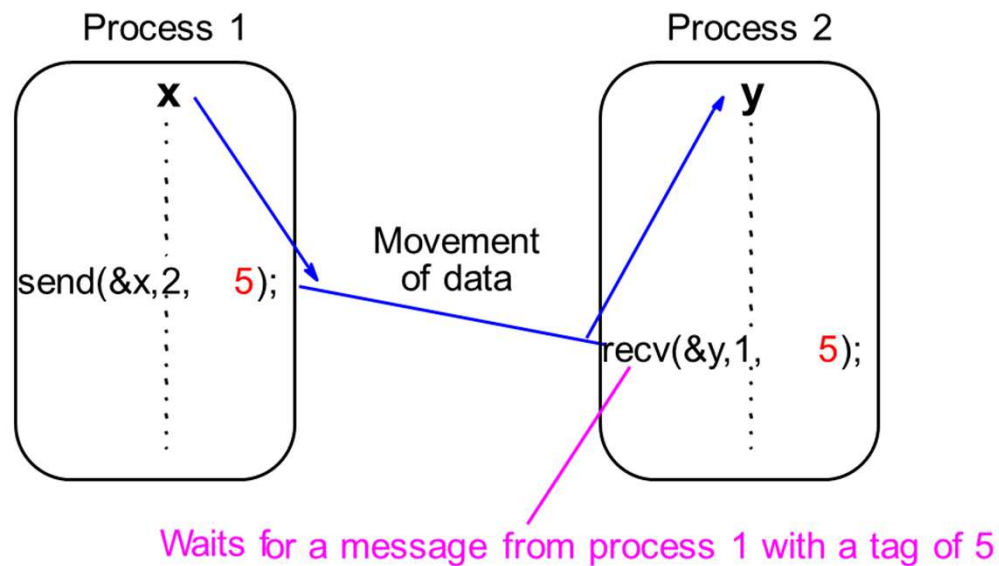 Process 1
Process 2
x
y
Movement
of data
send(&x,2, 5);
recv(&y,1, 5);
Waits for a message from process 1 with a tag of 5